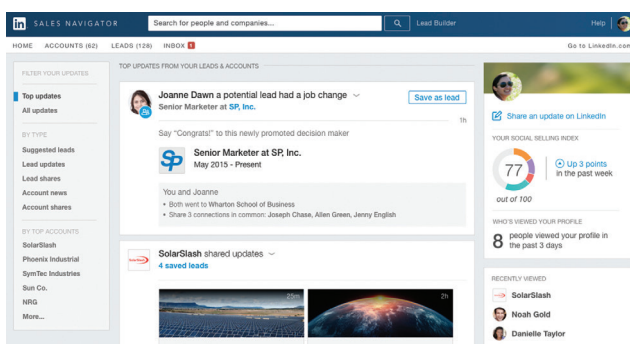 in SALES NAVIGATOR
Search for people and companies...
Lead Builder
Help
HOME ACCOUNTS (62) LEADS (128) INBOX 1
Go to LinkedIn.com
FILTER YOUR UPDATES
Top updates
All updates
BY TYPE
Suggested leads
Lead updates
Lead shares
Account news
Account shares
BY TOP ACCOUNTS
SolarSlash
Phoenix Industrial
SymTec Industries
Sun Co.
NRG
More...
TOP UPDATES FROM YOUR LEADS & ACCOUNTS
Joanne Dawn a potential lead had a job change
Senior Marketer at SP, Inc.
Save as lead
1h
Say "Congrats!" to this newly promoted decision maker
SP
Senior Marketer at SP, Inc.
May 2015 - Present
You and Joanne
• Both went to Wharton School of Business
• Share 3 connections in common: Joseph Chase, Allen Green, Jenny English
SolarSlash shared updates
4 saved leads
25m
2h
Share an update on LinkedIn
YOUR SOCIAL SELLING INDEX
77
out of 100
Up 3 points
in the past week
WHO'S VIEWED YOUR PROFILE
8 people viewed your profile in
the past 3 days
RECENTLY VIEWED
SolarSlash
Noah Gold
Danielle Taylor